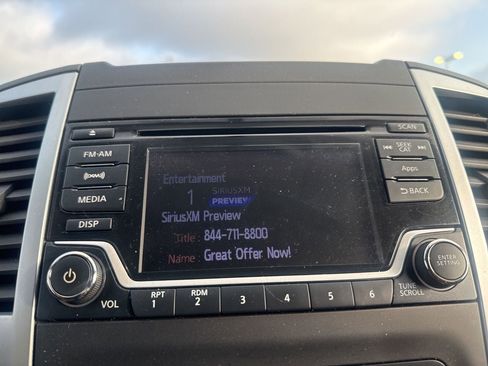 SCAN
FM•AM
SEEK
CAT
Entertainment
1 SIRIUSXM
PREVIEW
((XM))
Apps
SiriusXM Preview
MEDIA
BACK
DISP
Title : 844-711-8800
Name : Great Offer Now!
ENTER
SETTING
VOL
RPT
1
RDM
2
3
4
5
6
TUNE
SCROLL